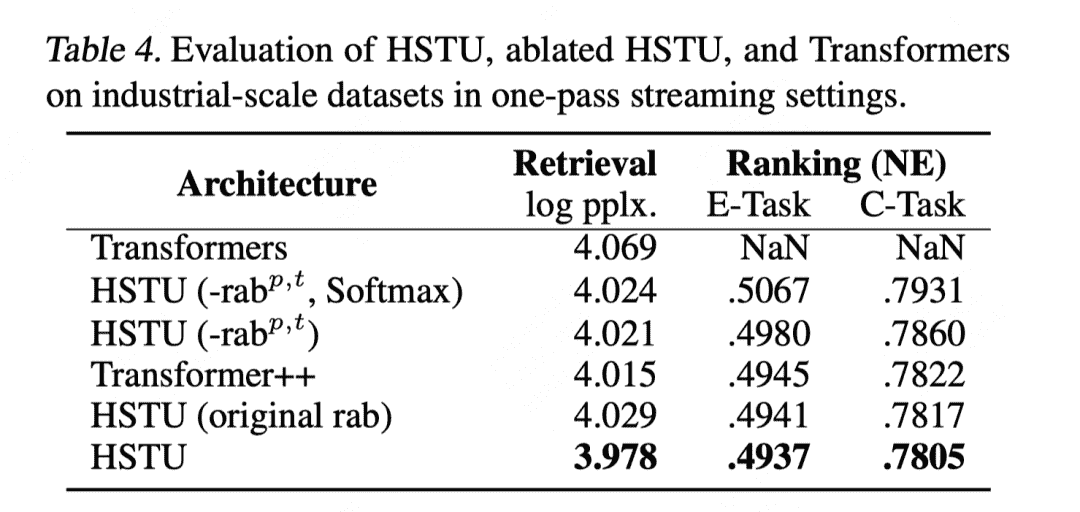 Table 4. Evaluation of HSTU, ablated HSTU, and Transformers
on industrial-scale datasets in one-pass streaming settings.
Architecture Retrieval Ranking (NE)
log pplx. E-Task C-Task
Transformers 4.069 NaN NaN
HSTU (-rab^p,t, Softmax) 4.024 .5067 .7931
HSTU (-rab^p,t) 4.021 .4980 .7860
Transformer++ 4.015 .4945 .7822
HSTU (original rab) 4.029 .4941 .7817
HSTU 3.978 .4937 .7805